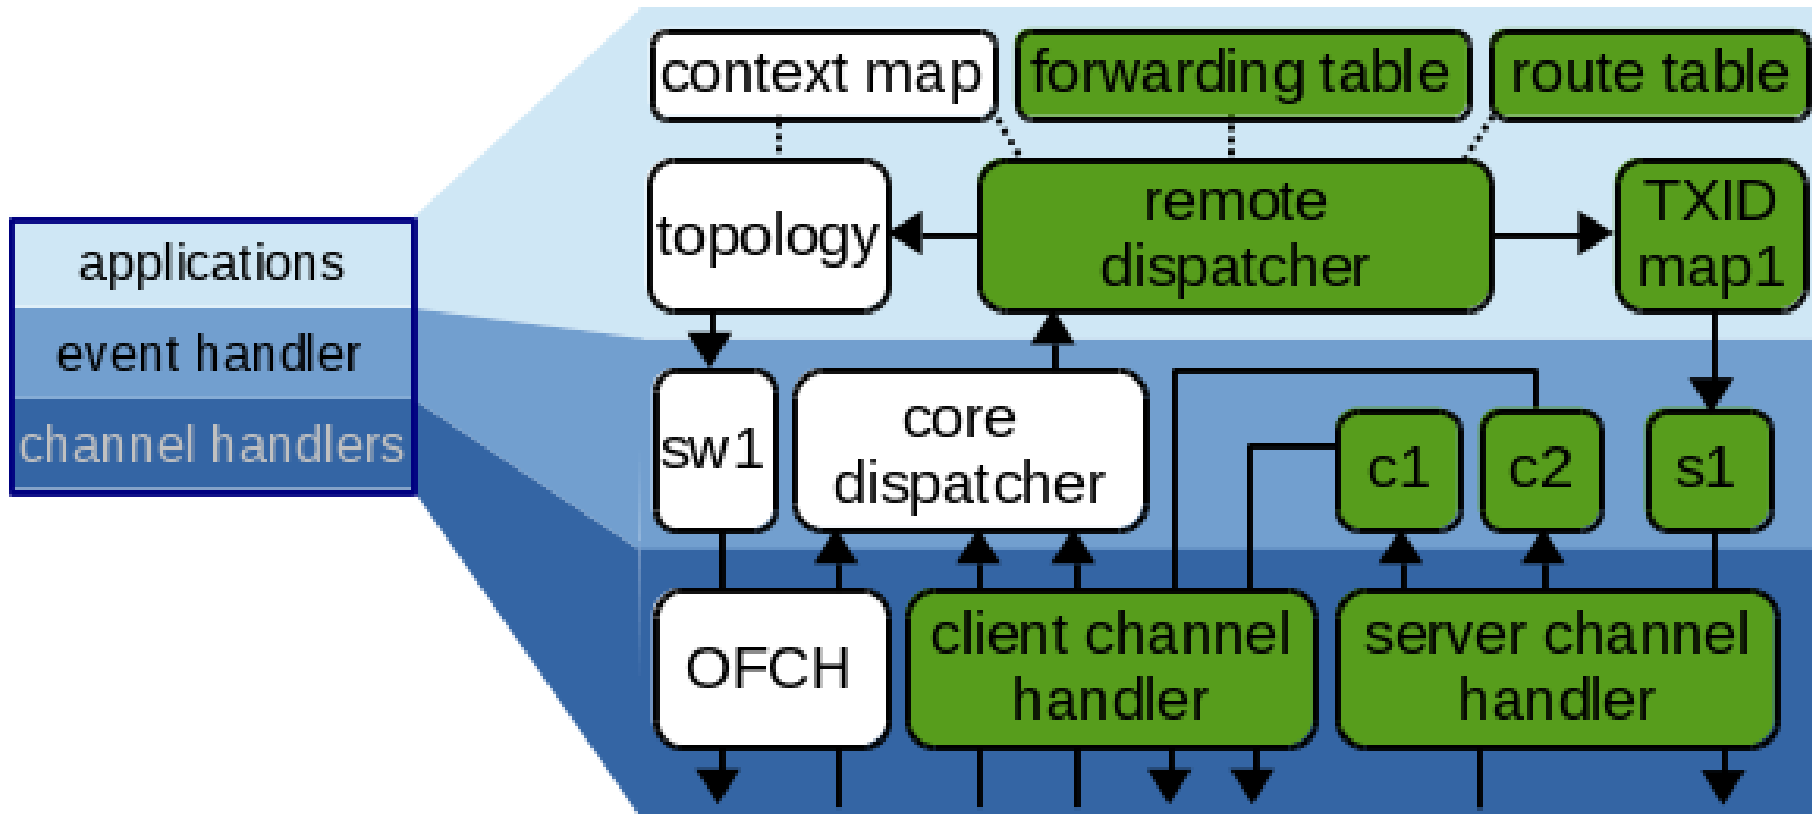 applications
event handler
channel handlers
context map
forwarding table
route table
topology
remote
dispatcher
TXID
map1
sw1
core
dispatcher
c1
c2
s1
OFCH
client channel
handler
server channel
handler